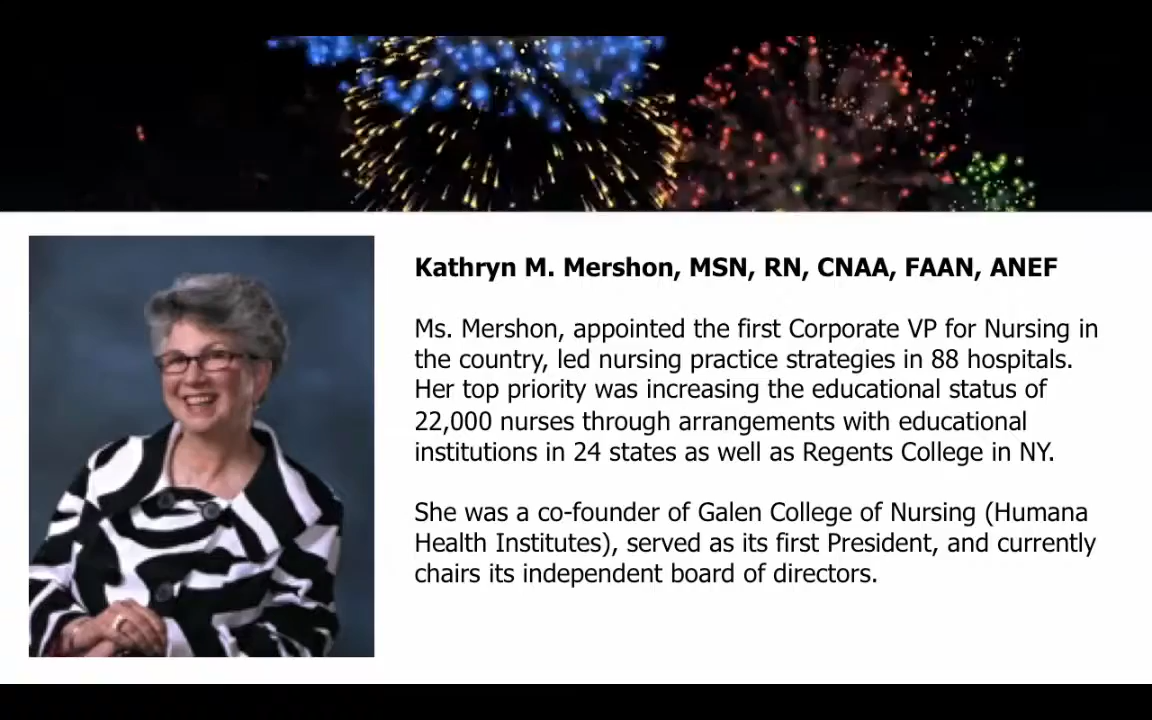 Kathryn M. Mershon, MSN, RN, CNAA, FAAN, ANEF
Ms. Mershon, appointed the first Corporate VP for Nursing in
the country, led nursing practice strategies in 88 hospitals.
Her top priority was increasing the educational status of
22,000 nurses through arrangements with educational
institutions in 24 states as well as Regents College in NY.
She was a co-founder of Galen College of Nursing (Humana
Health Institutes), served as its first President, and currently
chairs its independent board of directors.